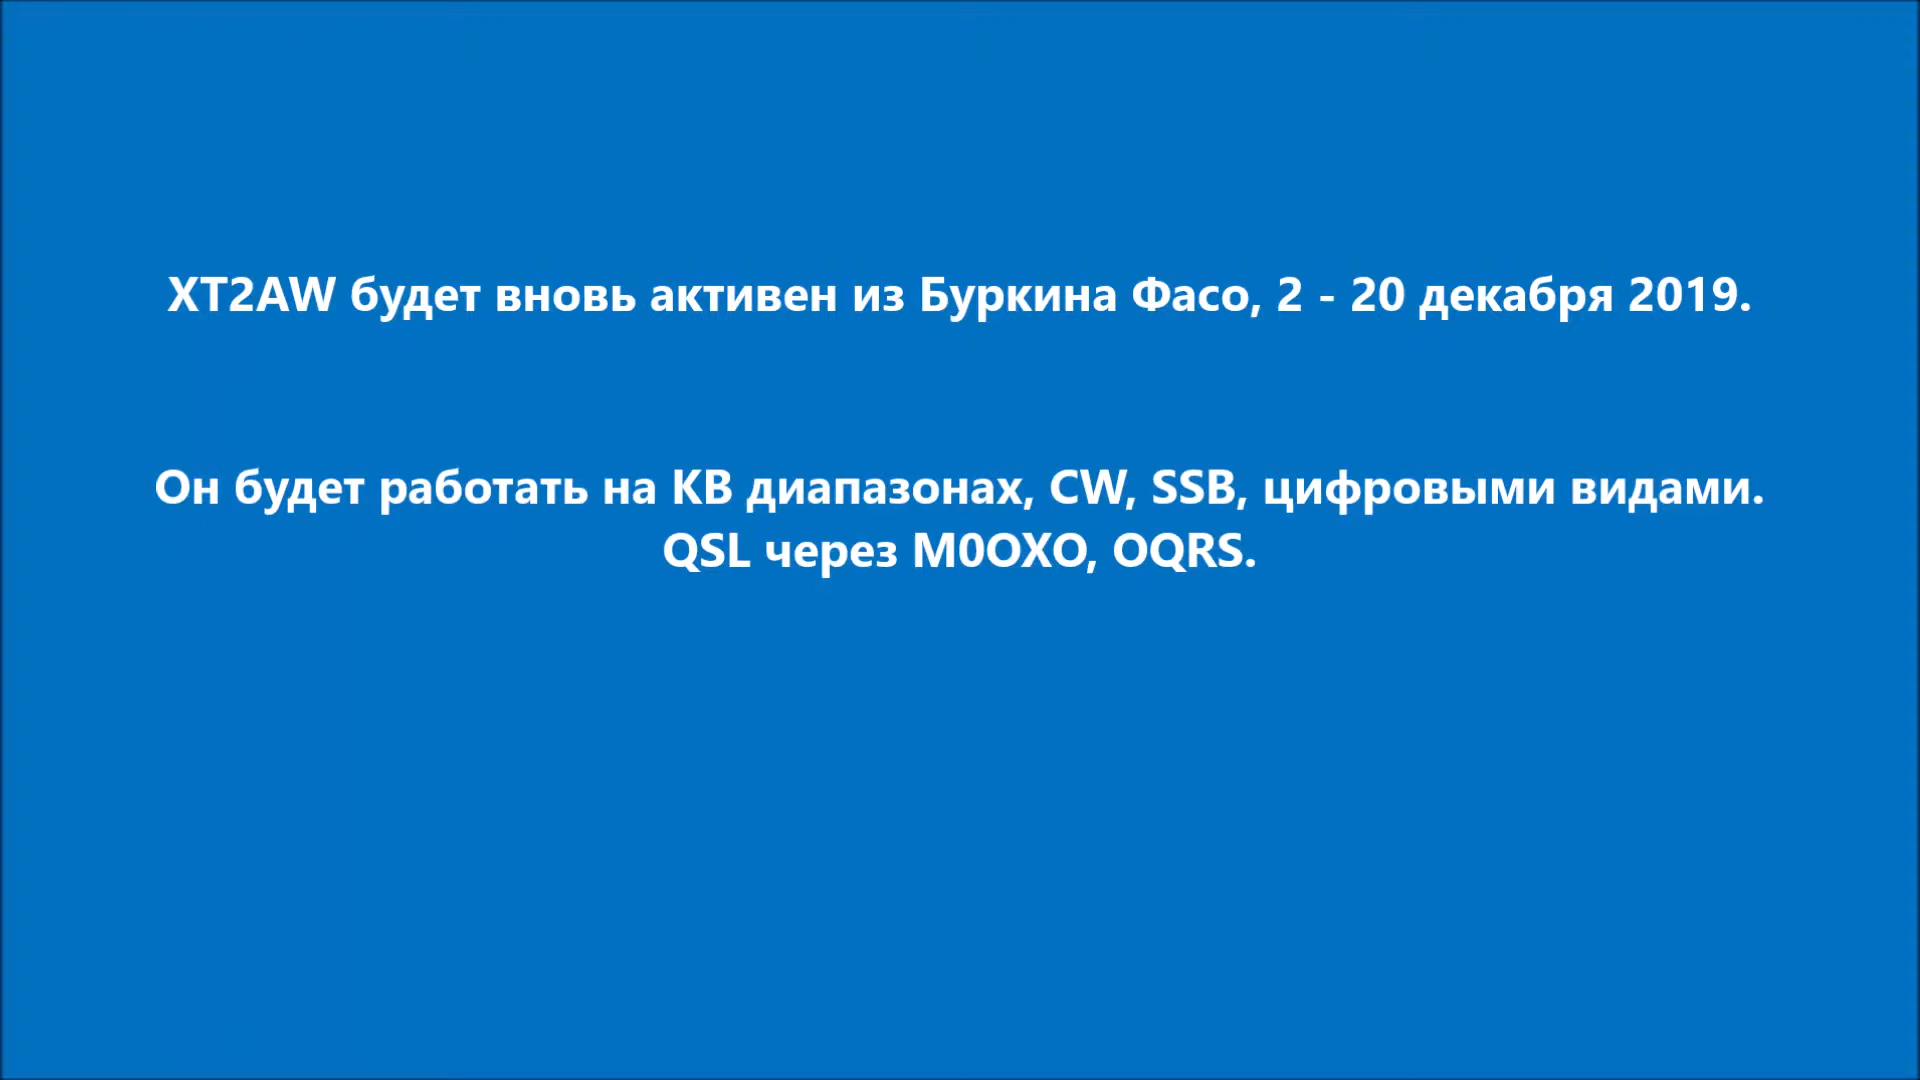 XT2AW будет вновь активен из Буркина Фасо, 2 - 20 декабря 2019.
Он будет работать на КВ диапазонах, CW, SSB, цифровыми видами.
QSL через M0OXO, OQRS.